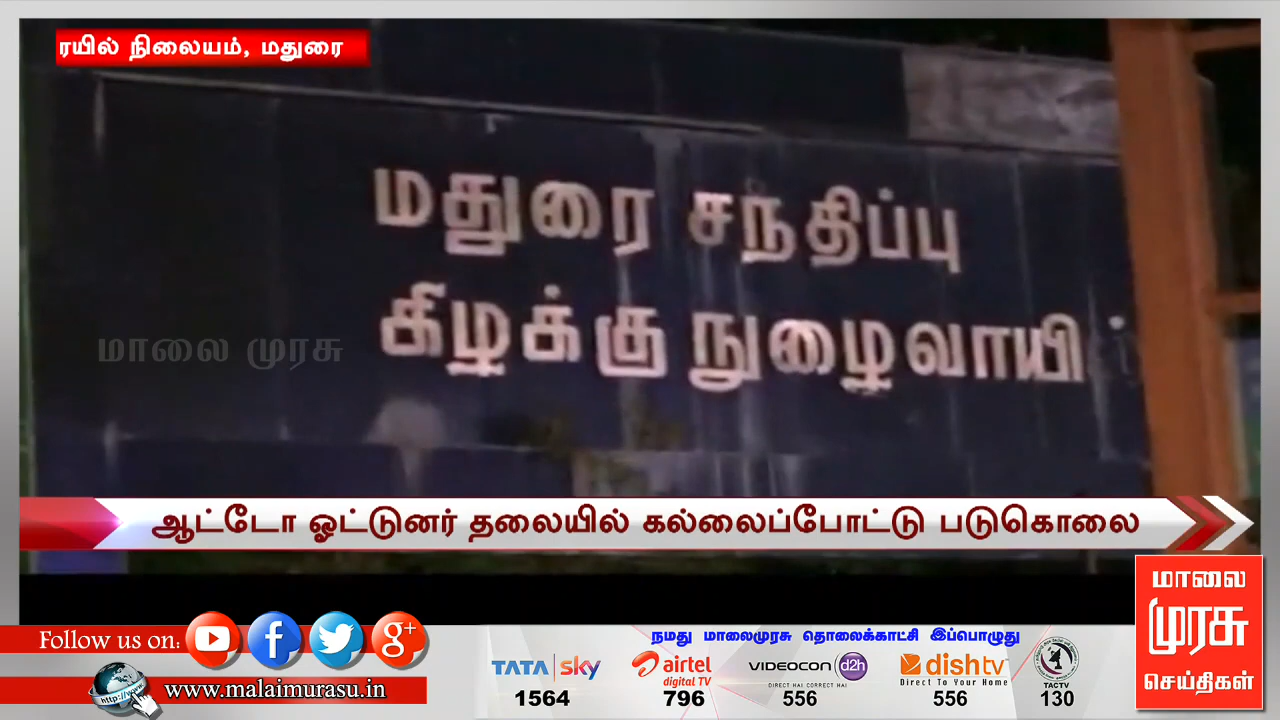 ரயில் நிலையம், மதுரை
மதுரை சந்திப்பு
கிழக்கு நுழைவாயி
மாலை முரசு
ஆட்டோ ஓட்டுனர் தலையில் கல்லைப்போட்டு படுகொலை
மாலை
முரசு
செய்திகள்
Follow us on:
http://www
www.malaimurasu.in
நமது மாலைமுரசு தொலைக்காட்சி இப்பொழுது
TATA sky
1564
airtel
digital TV
796
VIDEOCON d2h
DIRECT HAI CORRECT HAI
556
dishtv
Direct To Your Home
556
TACTV
130